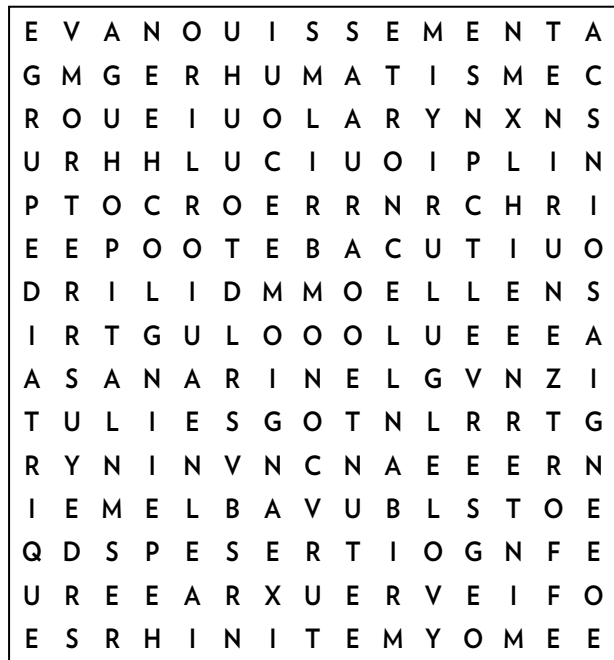 E V A N O U I S S E M E N T A
G M G E R H U M A T I S M E C
R O U E I U O L A R Y N X N S
U R H H L U C I U O I P L I N
P T O C R O E R R N R C H R I
E E P O O T E B A C U T I U O
D R I L I D M M O E L L E N S
I R T G U L O O O L U E E E A
A S A N A R I N E L G V N Z I
T U L I E S G O T N L R R T G
R Y N I N V N C N A E E E R N
I E M E L B A V U B L S T O E
Q D S P E S E R T I O G N F E
U R E E A R X U E R V E I F O
E S R H I N I T E M Y O M E E